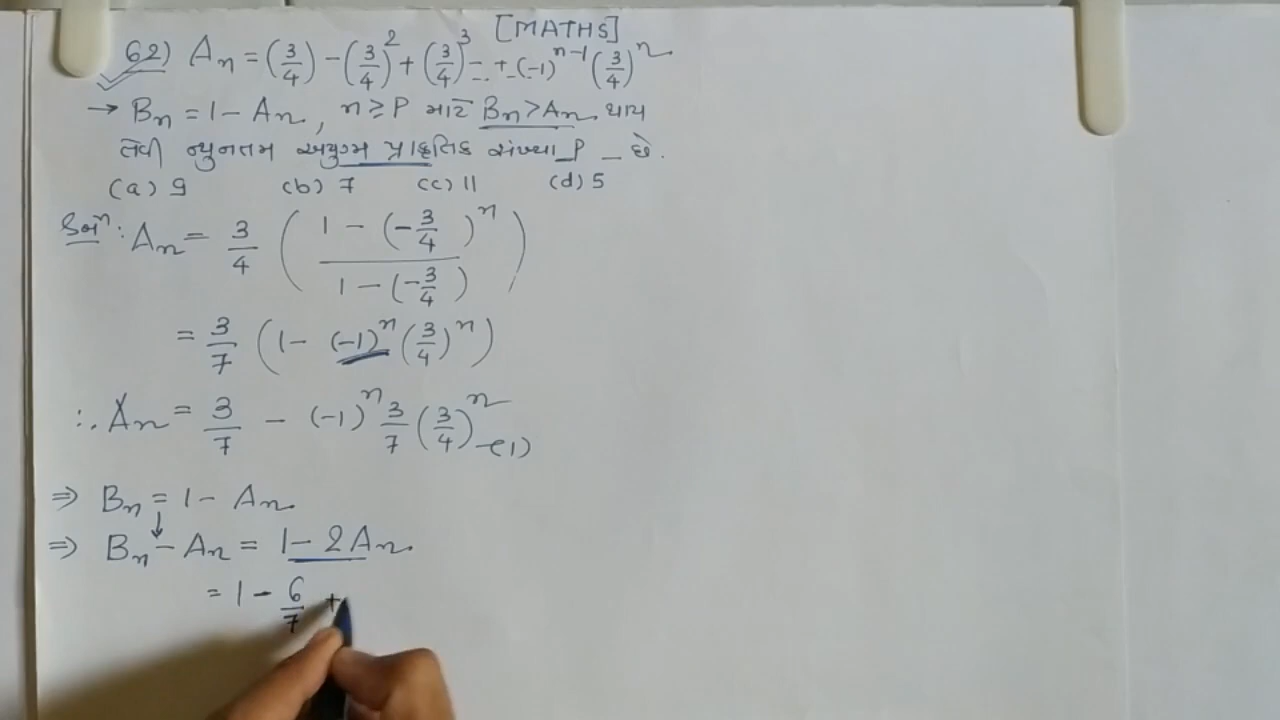 [MATHS]
62) Aₙ = (3/4) - (3/4)² + (3/4)³ - .. + - (-1)ⁿ⁻¹ (3/4)ⁿ
→ Bₙ = 1 - Aₙ, n ≥ P માટે Bₙ > Aₙ થાય
તેવી ન્યુનતમ અયુગ્મ પ્રાકૃતિક સંખ્યા P _ છે.
(a) 9 (b) 7 (c) 11 (d) 5
Solⁿ: Aₙ = 3/4 ( (1 - (-3/4)ⁿ) / (1 - (-3/4)) )
= 3/7 (1 - (-1)ⁿ (3/4)ⁿ)
∴ Aₙ = 3/7 - (-1)ⁿ 3/7 (3/4)ⁿ —(1)
⇒ Bₙ = 1 - Aₙ
⇒ Bₙ - Aₙ = 1 - 2Aₙ
= 1 - 6/7 +